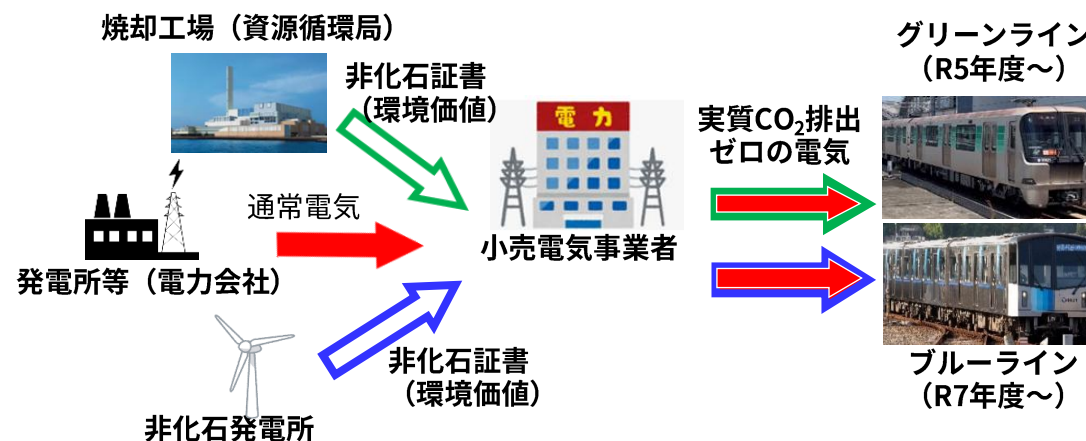 焼却工場（資源循環局）
非化石証書
（環境価値）
電力
グリーンライン
（R5年度～）
実質CO₂排出
ゼロの電気
通常電気
小売電気事業者
発電所等（電力会社）
非化石証書
（環境価値）
ブルーライン
（R7年度～）
非化石発電所